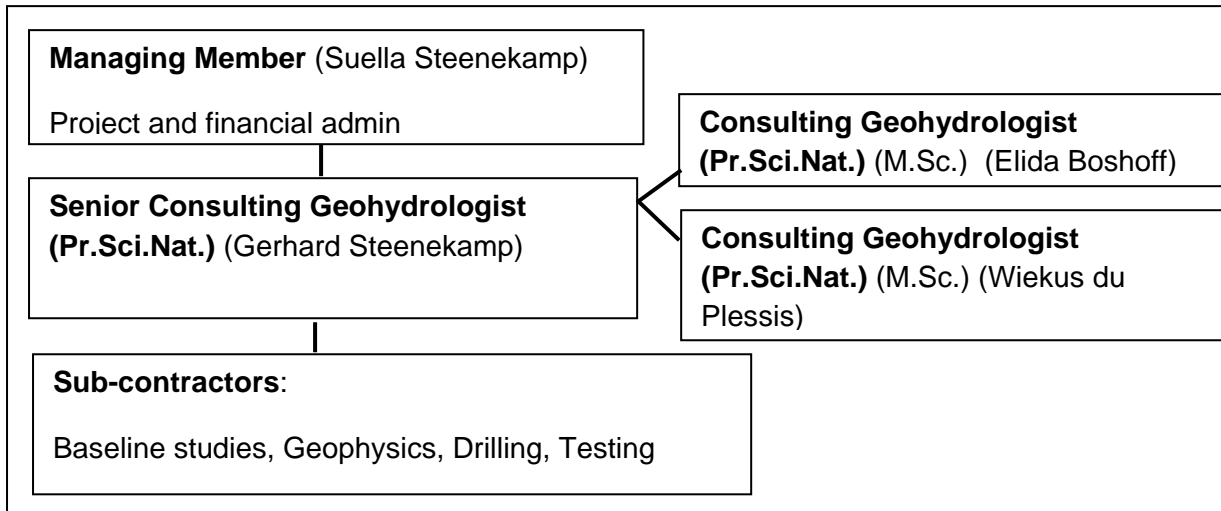 Managing Member (Suella Steenekamp)
Project and financial admin
Senior Consulting Geohydrologist
(Pr.Sci.Nat.) (Gerhard Steenekamp)
Consulting Geohydrologist
(Pr.Sci.Nat.) (M.Sc.) (Elida Boshoff)
Consulting Geohydrologist
(Pr.Sci.Nat.) (M.Sc.) (Wiekus du
Plessis)
Sub-contractors:
Baseline studies, Geophysics, Drilling, Testing